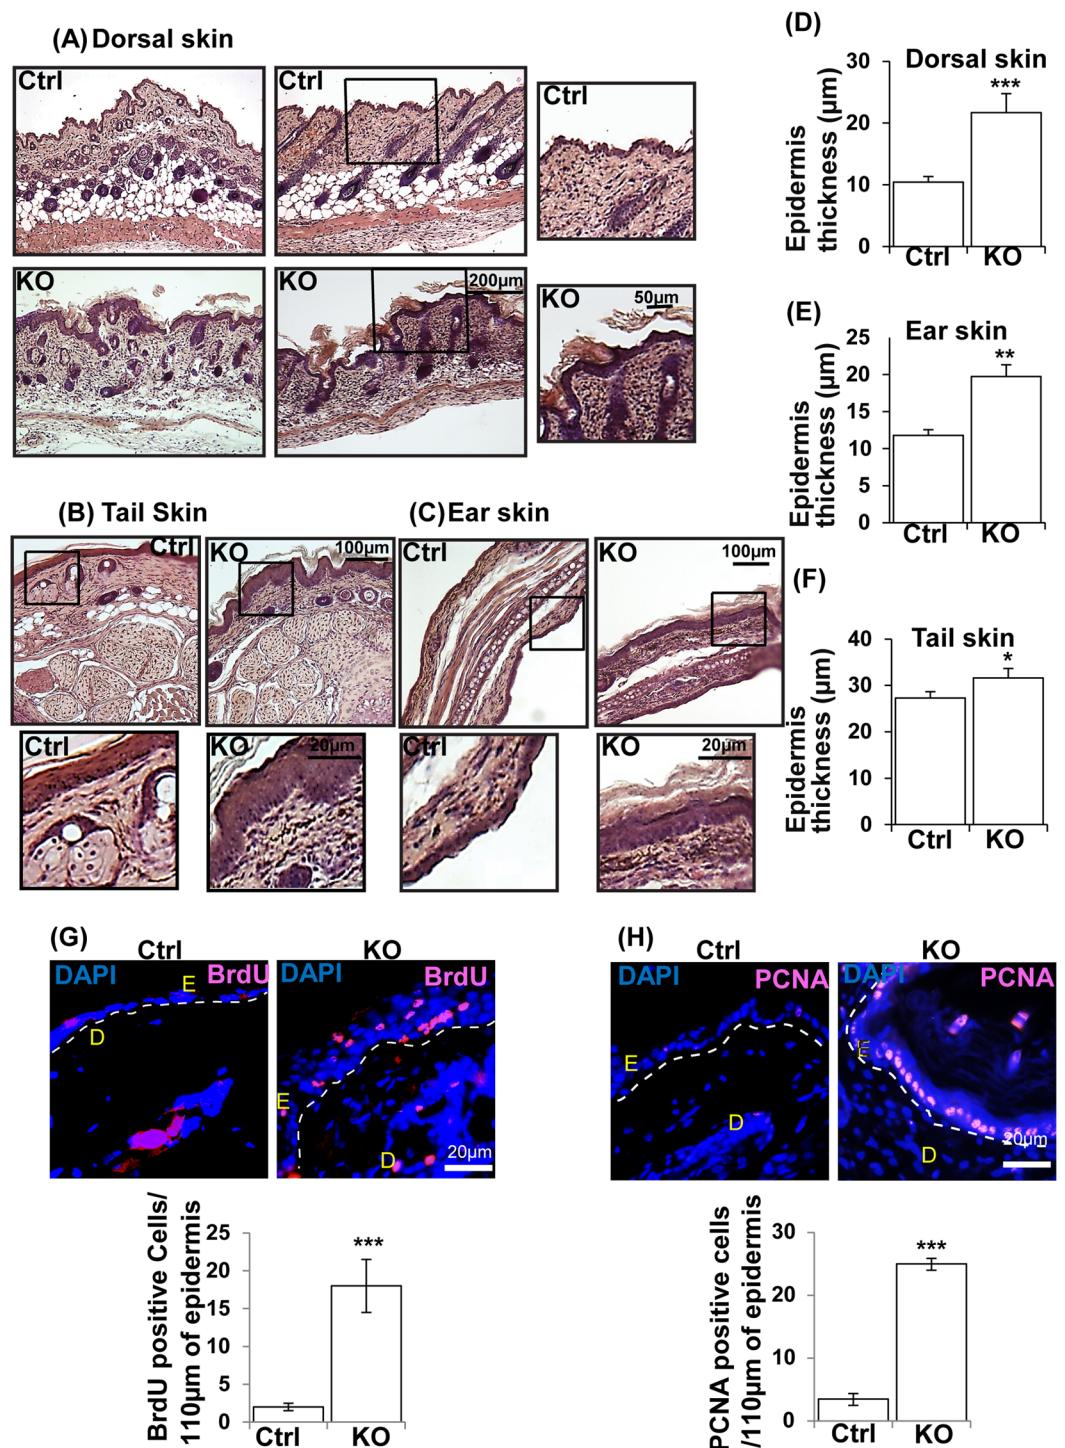 (A) Dorsal skin
Ctrl
Ctrl
Ctrl
KO
KO
200µm
KO
50µm
(D)
Dorsal skin
***
Epidermis
thickness (µm)
30
20
10
0
Ctrl KO
(E)
Ear skin
**
Epidermis
thickness (µm)
25
20
15
10
5
0
Ctrl KO
(B) Tail Skin
Ctrl
KO
100µm
Ctrl
KO
20µm
(C) Ear skin
Ctrl
KO
100µm
Ctrl
KO
20µm
(F)
Tail skin
*
Epidermis
thickness (µm)
40
30
20
10
0
Ctrl KO
(G)
Ctrl KO
DAPI BrdU
E
D
DAPI BrdU
E
D
20µm
BrdU positive Cells/
110µm of epidermis
25
20
15
10
5
0
***
Ctrl KO
(H)
Ctrl KO
DAPI PCNA
E
D
DAPI PCNA
E
D
20µm
PCNA positive cells
/110µm of epidermis
30
20
10
0
***
Ctrl KO